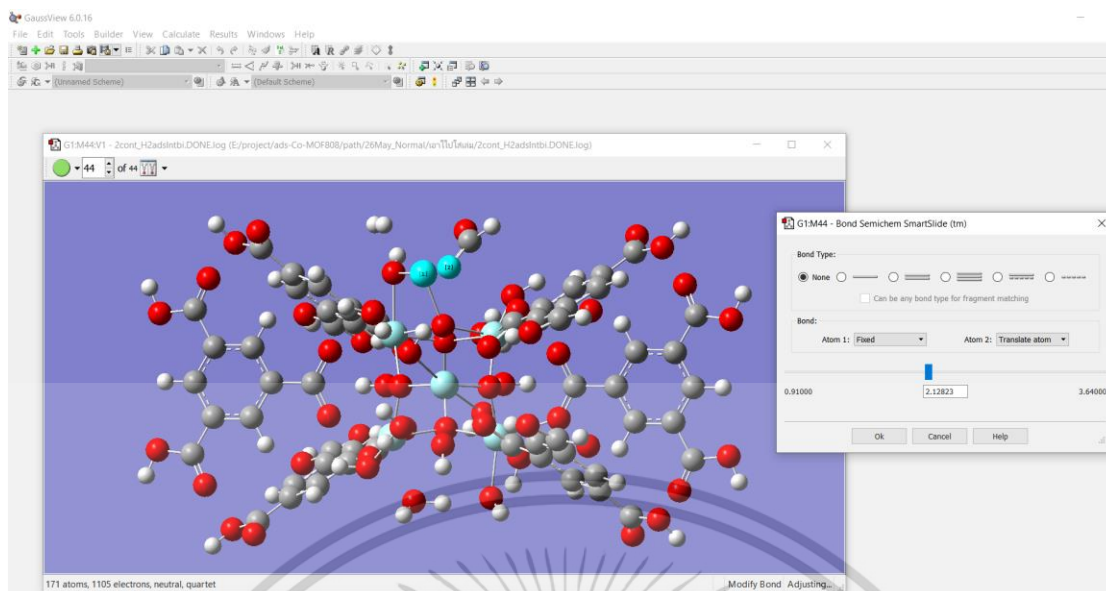 GaussView 6.0.16
File Edit Tools Builder View Calculate Results Windows Help
(Unnamed Scheme) (Default Scheme)
G1:M44:V1 - 2cont_H2adsIntbi.DONE.log (E:/project/ads-Co-MOF808/path/26May_Normal/เอาไปใส่เล่ม/2cont_H2adsIntbi.DONE.log)
44 of 44
G1:M44 - Bond Semichem SmartSlide (tm)
Bond Type:
None
Can be any bond type for fragment matching
Bond:
Atom 1: Fixed Atom 2: Translate atom
0.91000 2.12823 3.64000
Ok Cancel Help
171 atoms, 1105 electrons, neutral, quartet Modify Bond Adjusting...